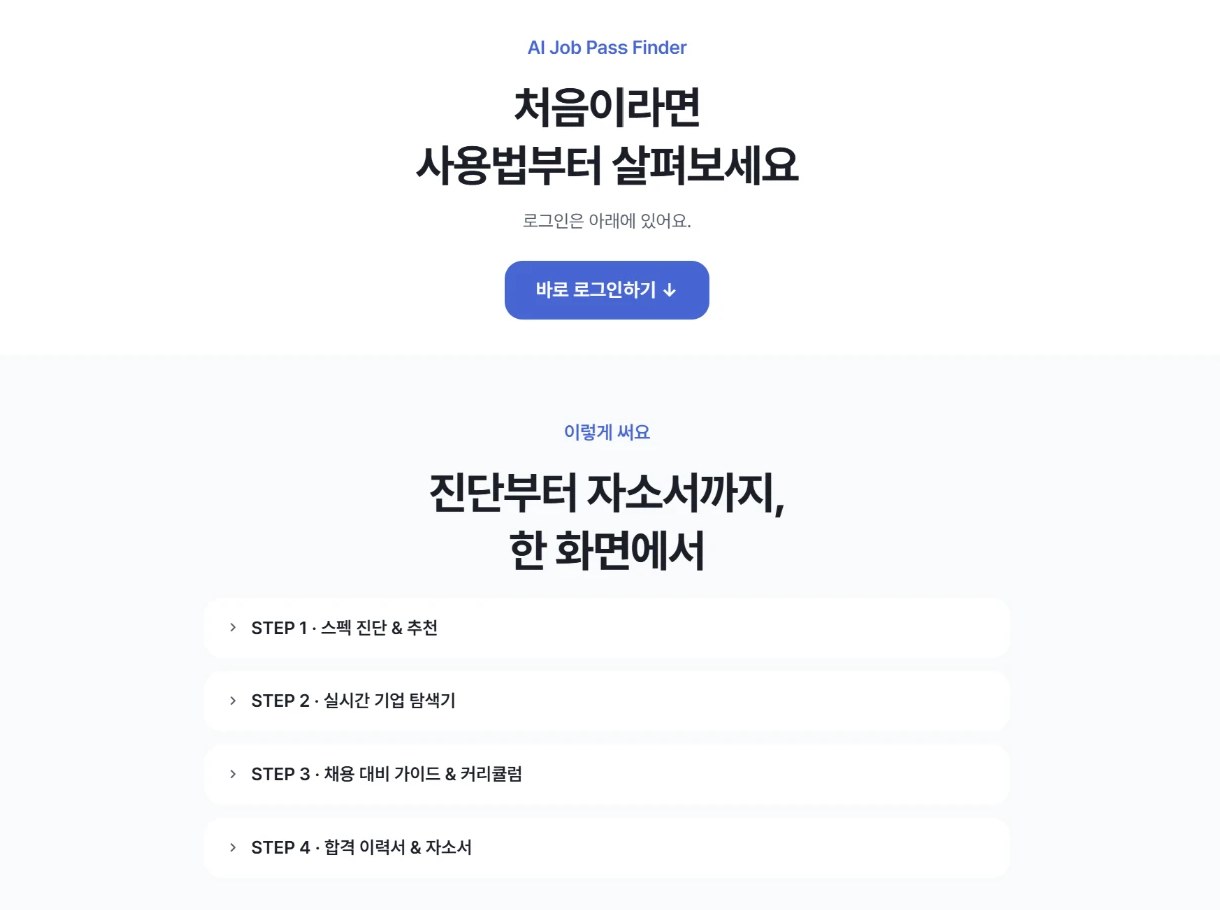 AI Job Pass Finder
처음이라면
사용법부터 살펴보세요
로그인은 아래에 있어요.
바로 로그인하기 ↓
이렇게 써요
진단부터 자소서까지,
한 화면에서
STEP 1 · 스펙 진단 & 추천
STEP 2 · 실시간 기업 탐색기
STEP 3 · 채용 대비 가이드 & 커리큘럼
STEP 4 · 합격 이력서 & 자소서